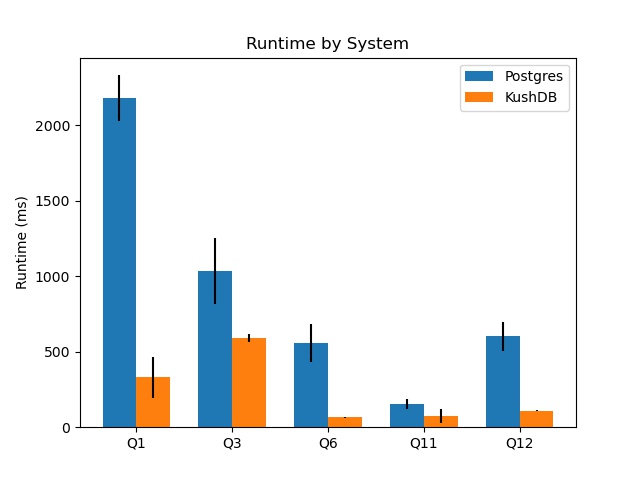 Runtime by System
Postgres
KushDB
Runtime (ms)
2000
1500
1000
500
0
Q1 Q3 Q6 Q11 Q12